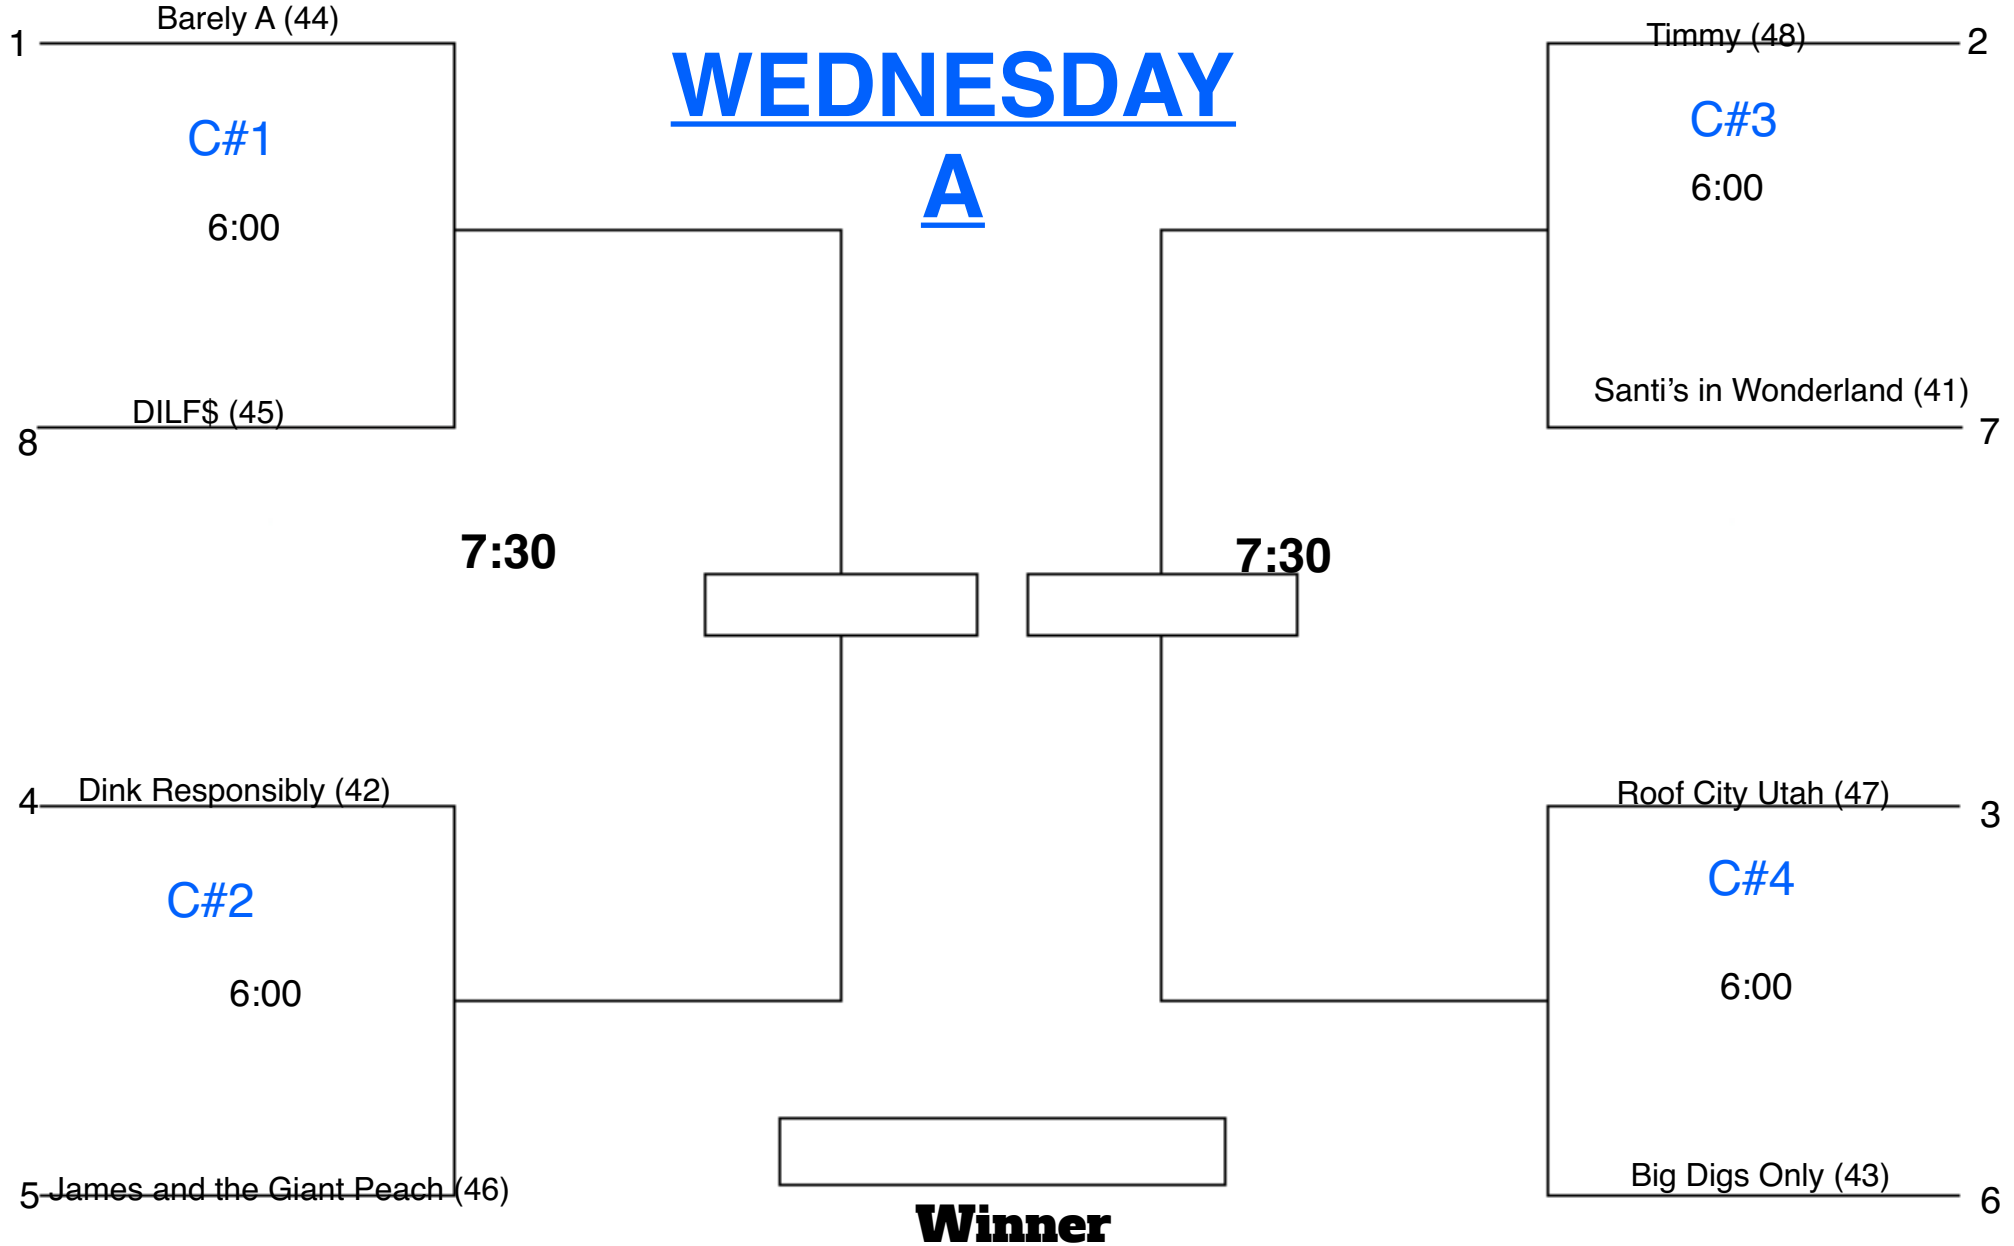 Barely A (44)
1
C#1
6:00
DILF$ (45)
8
7:30
Dink Responsibly (42)
4
C#2
6:00
James and the Giant Peach (46)
5
WEDNESDAY
A
Timmy (48)
2
C#3
6:00
Santi’s in Wonderland (41)
7
7:30
Roof City Utah (47)
3
C#4
6:00
Big Digs Only (43)
6
Winner